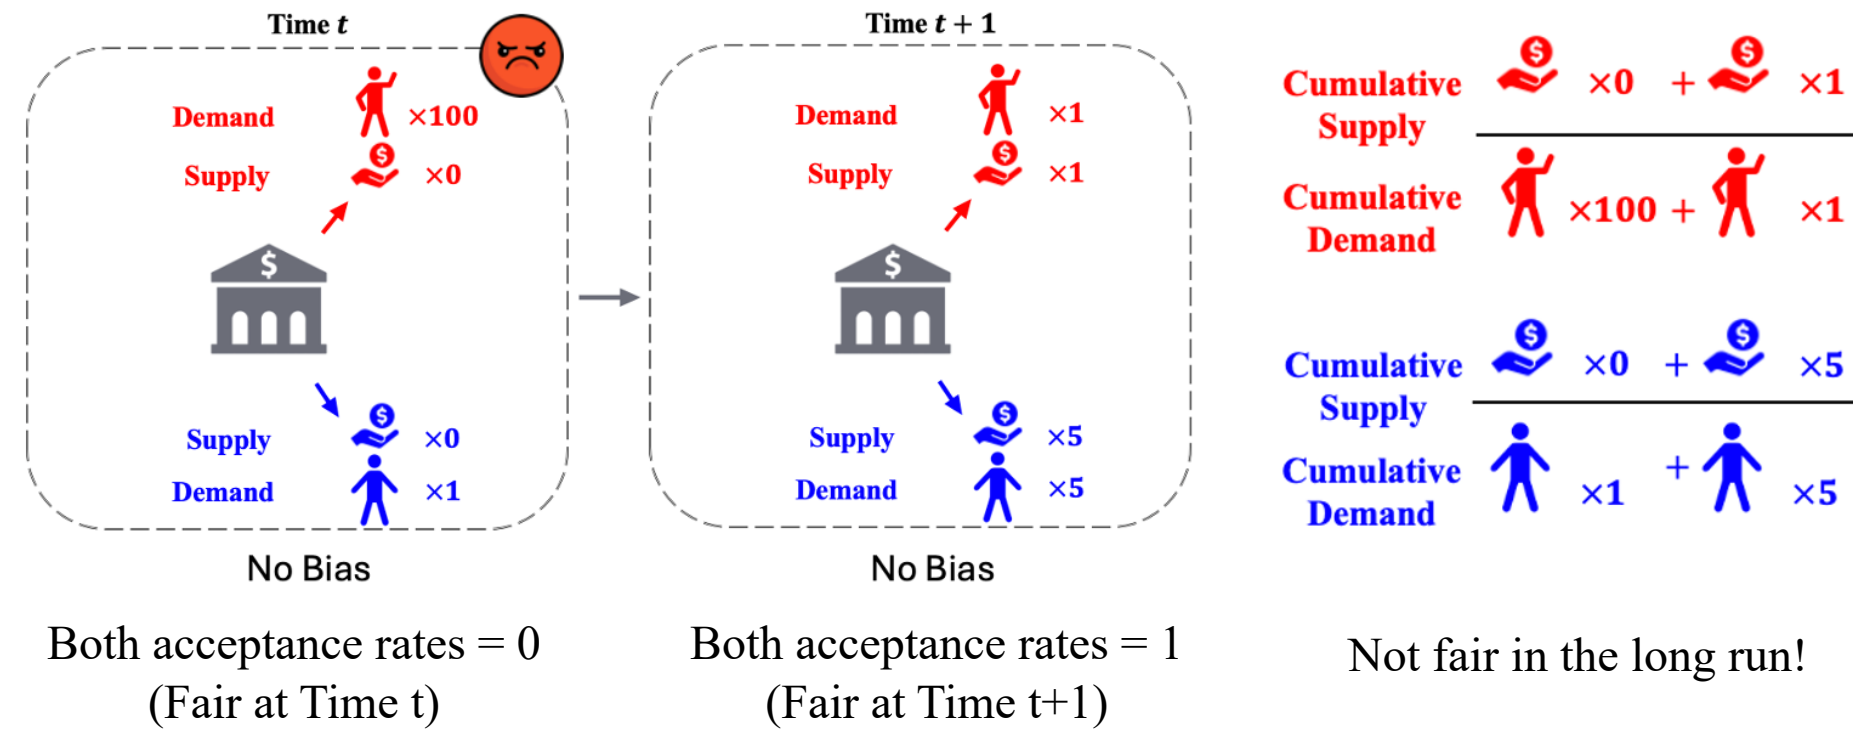 Time t
Demand ×100
Supply ×0
$
$
Supply ×0
$
Demand ×1
No Bias
Both acceptance rates = 0
(Fair at Time t)
Time t + 1
Demand ×1
Supply ×1
$
$
Supply ×5
$
Demand ×5
No Bias
Both acceptance rates = 1
(Fair at Time t+1)
$ $
Cumulative
Supply
×0 + ×1
Cumulative
Demand
×100 + ×1
$ $
Cumulative
Supply
×0 + ×5
Cumulative
Demand
×1 + ×5
Not fair in the long run!